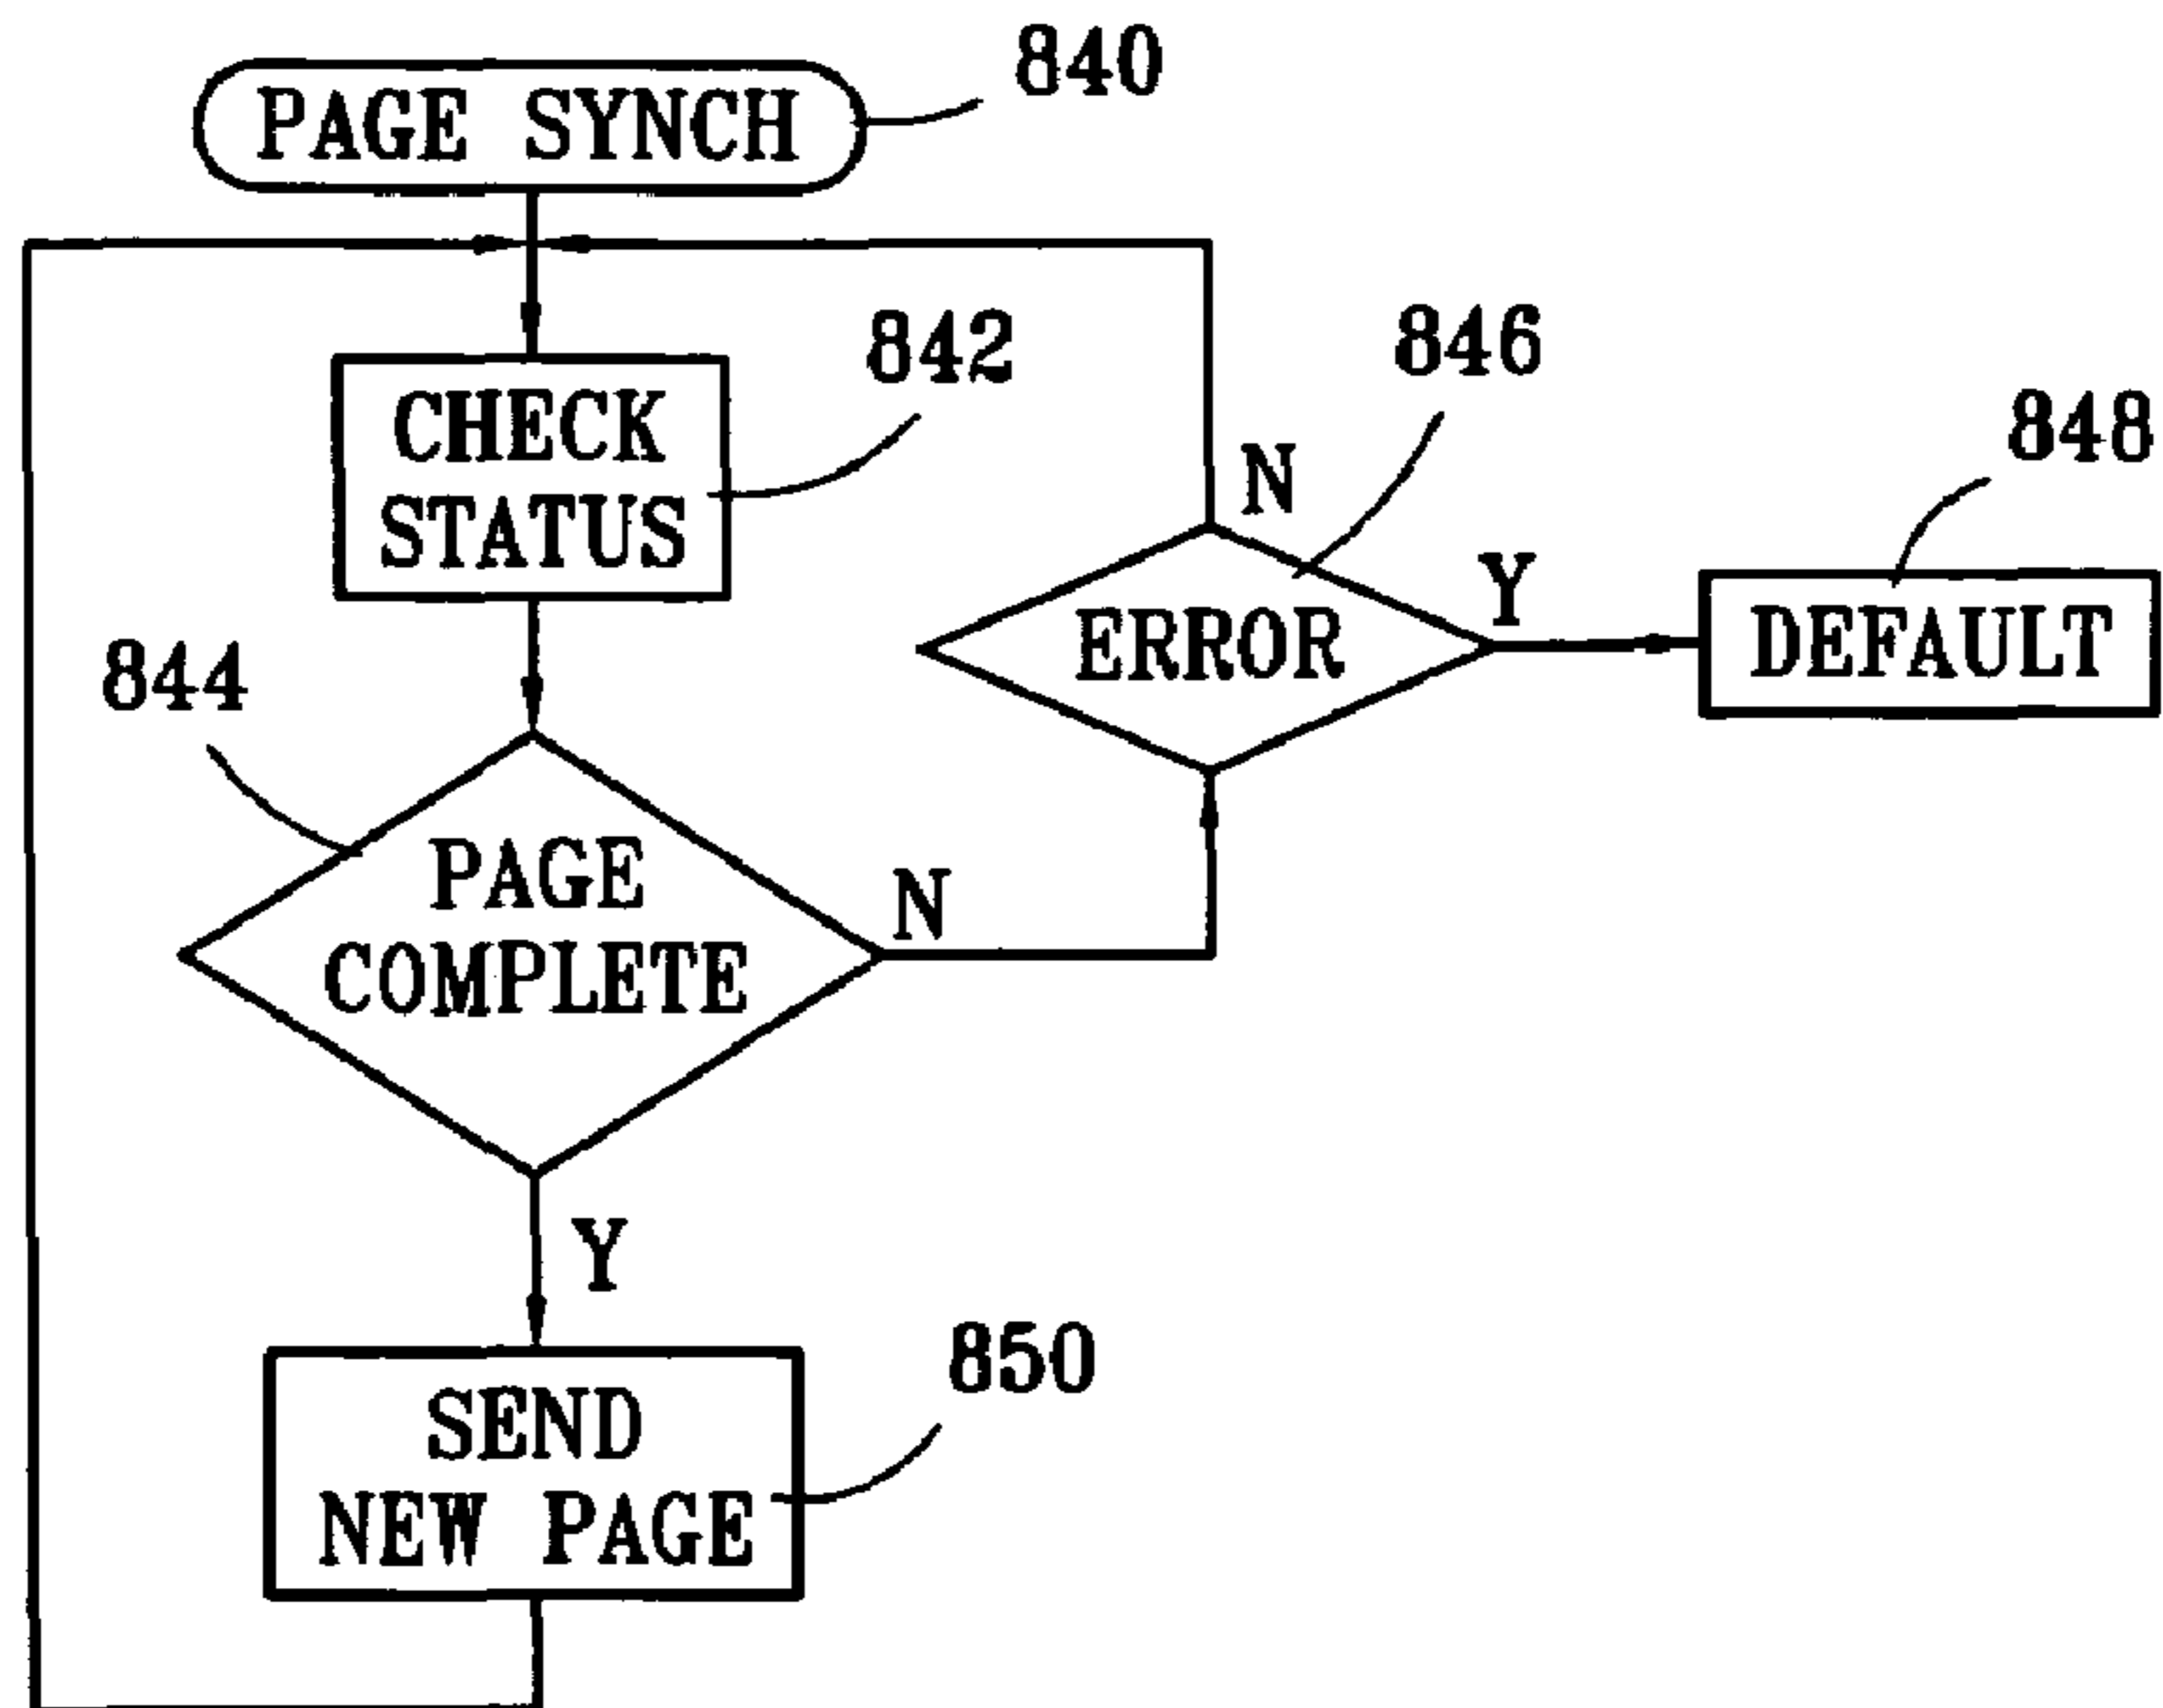 840
PAGE SYNCH
842
846
848
CHECK
STATUS
N
Y
ERROR
DEFAULT
844
PAGE
COMPLETE
N
Y
850
SEND
NEW PAGE